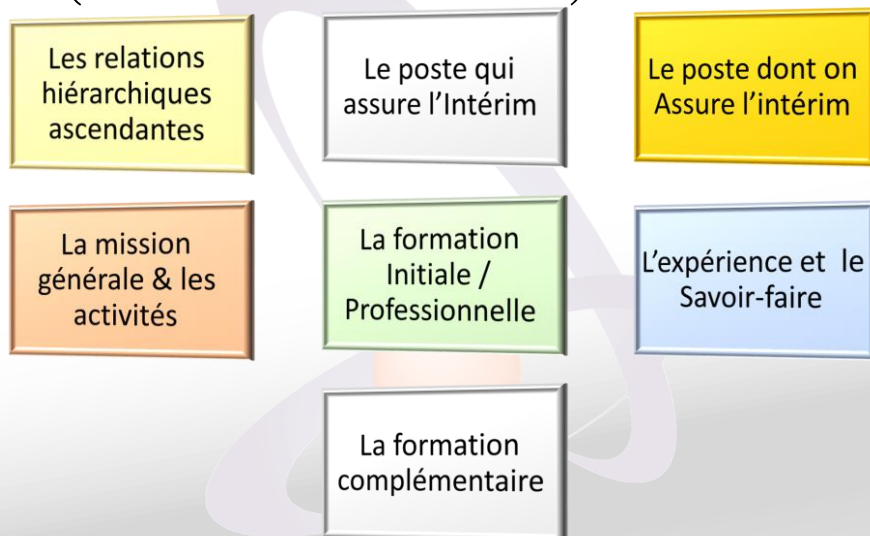 Les relations
hiérarchiques
ascendantes
Le poste qui
assure l’Intérim
Le poste dont on
Assure l’intérim
La mission
générale & les
activités
La formation
Initiale /
Professionnelle
L’expérience et le
Savoir-faire
La formation
complémentaire